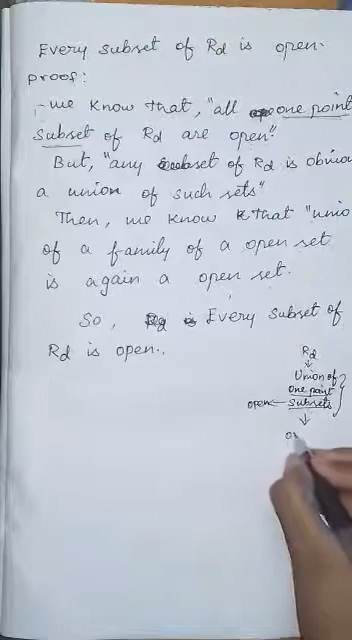 Every subset of Rd is open.
proof:
- we know that, "all one point
subset of Rd are open."
But, "any subset of Rd is obviou
a union of such sets"
Then, we know that "unio
of a family of a open set
is again a open set.
So, Every subset of
Rd is open.
Rd
↓
Union of
one point
open ← subsets
↓